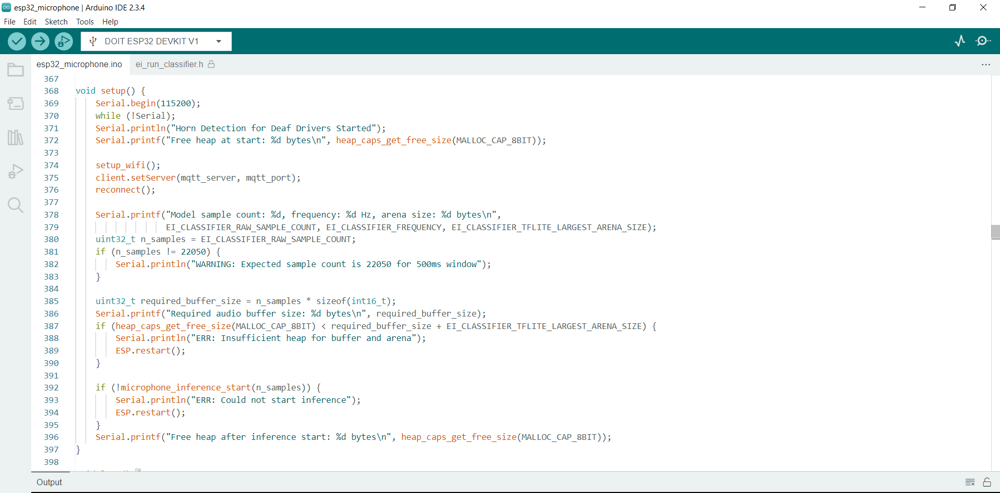 esp32_microphone | Arduino IDE 2.3.4
File Edit Sketch Tools Help
DOIT ESP32 DEVKIT V1
esp32_microphone.ino ei_run_classifier.h
367
368 void setup() {
369 Serial.begin(115200);
370 while (!Serial);
371 Serial.println("Horn Detection for Deaf Drivers Started");
372 Serial.printf("Free heap at start: %d bytes\n", heap_caps_get_free_size(MALLOC_CAP_8BIT));
373
374 setup_wifi();
375 client.setServer(mqtt_server, mqtt_port);
376 reconnect();
377
378 Serial.printf("Model sample count: %d, frequency: %d Hz, arena size: %d bytes\n",
379 EI_CLASSIFIER_RAW_SAMPLE_COUNT, EI_CLASSIFIER_FREQUENCY, EI_CLASSIFIER_TFLITE_LARGEST_ARENA_SIZE);
380 uint32_t n_samples = EI_CLASSIFIER_RAW_SAMPLE_COUNT;
381 if (n_samples != 22050) {
382 Serial.println("WARNING: Expected sample count is 22050 for 500ms window");
383 }
384
385 uint32_t required_buffer_size = n_samples * sizeof(int16_t);
386 Serial.printf("Required audio buffer size: %d bytes\n", required_buffer_size);
387 if (heap_caps_get_free_size(MALLOC_CAP_8BIT) < required_buffer_size + EI_CLASSIFIER_TFLITE_LARGEST_ARENA_SIZE) {
388 Serial.println("ERR: Insufficient heap for buffer and arena");
389 ESP.restart();
390 }
391
392 if (!microphone_inference_start(n_samples)) {
393 Serial.println("ERR: Could not start inference");
394 ESP.restart();
395 }
396 Serial.printf("Free heap after inference start: %d bytes\n", heap_caps_get_free_size(MALLOC_CAP_8BIT));
397 }
398
Output